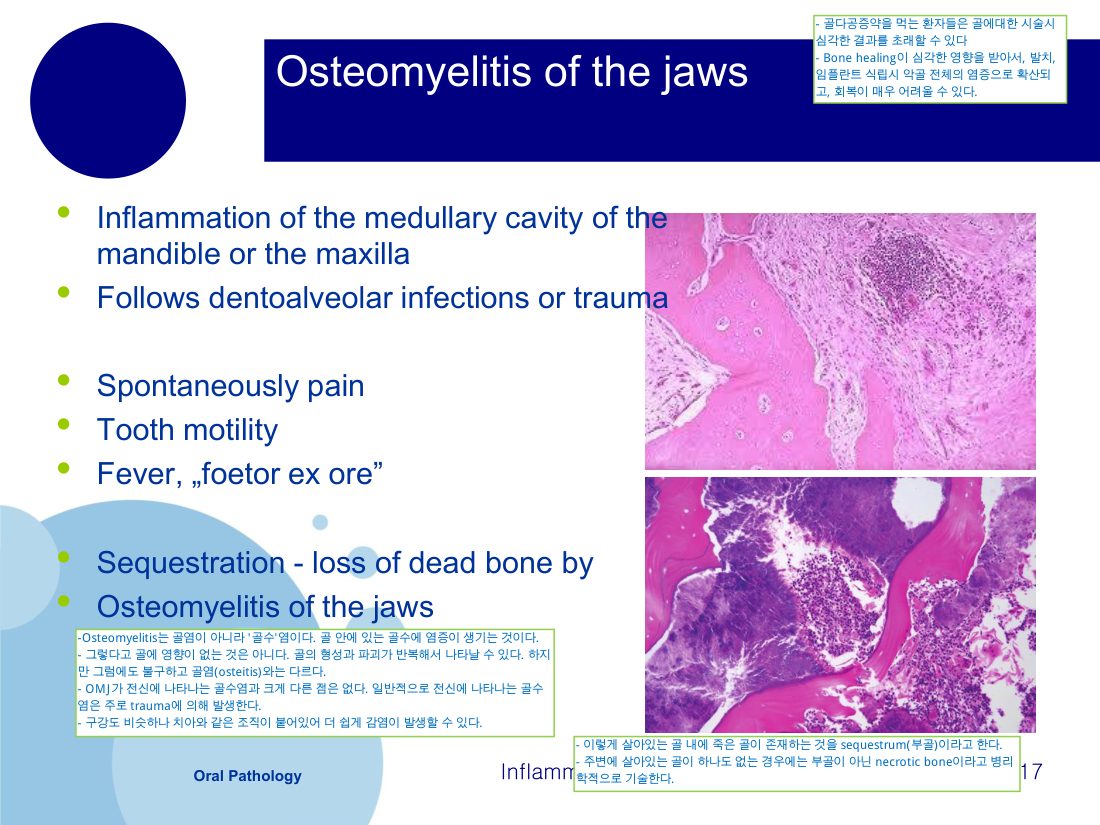 - 골다공증약을 먹는 환자들은 골에대한 시술시
심각한 결과를 초래할 수 있다
- Bone healing이 심각한 영향을 받아서, 발치,
임플란트 식립시 악골 전체의 염증으로 확산되
고, 회복이 매우 어려울 수 있다.
Osteomyelitis of the jaws
• Inflammation of the medullary cavity of the
mandible or the maxilla
• Follows dentoalveolar infections or trauma
• Spontaneously pain
• Tooth motility
• Fever, „foetor ex ore”
• Sequestration - loss of dead bone by
• Osteomyelitis of the jaws
-Osteomyelitis는 골염이 아니라 '골수'염이다. 골 안에 있는 골수에 염증이 생기는 것이다.
- 그렇다고 골에 영향이 없는 것은 아니다. 골의 형성과 파괴가 반복해서 나타날 수 있다. 하지
만 그럼에도 불구하고 골염(osteitis)와는 다르다.
- OMJ가 전신에 나타나는 골수염과 크게 다른 점은 없다. 일반적으로 전신에 나타나는 골수
염은 주로 trauma에 의해 발생한다.
- 구강도 비슷하나 치아와 같은 조직이 붙어있어 더 쉽게 감염이 발생할 수 있다.
- 이렇게 살아있는 골 내에 죽은 골이 존재하는 것을 sequestrum(부골)이라고 한다.
- 주변에 살아있는 골이 하나도 없는 경우에는 부골이 아닌 necrotic bone이라고 병리
학적으로 기술한다.
Oral Pathology
17